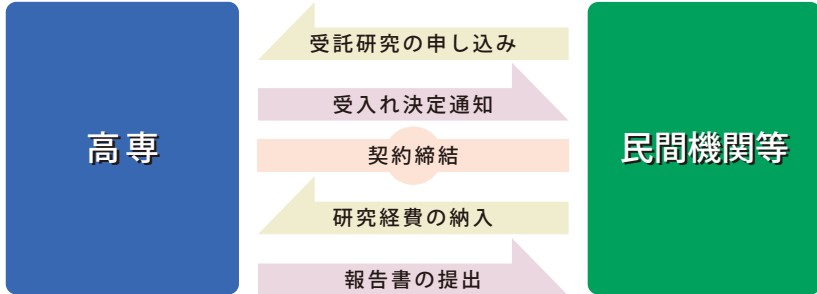 受託研究の申し込み
受入れ決定通知
高専
契約締結
民間機関等
研究経費の納入
報告書の提出